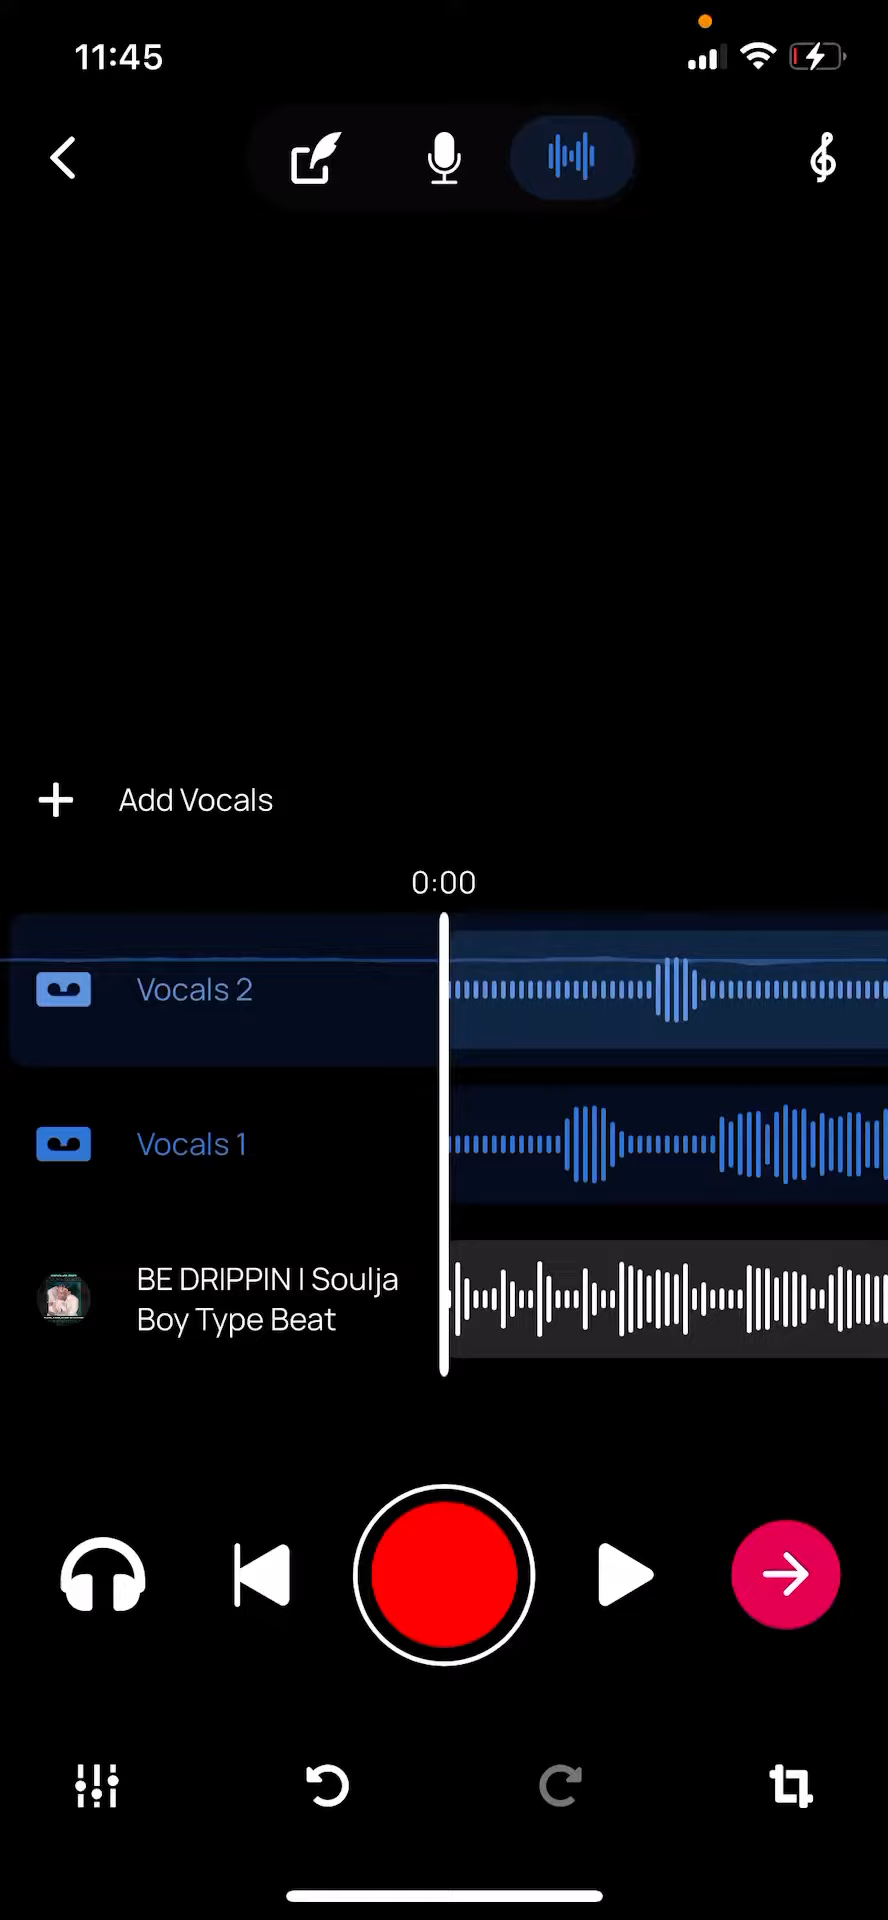 11:45
Add Vocals
0:00
Vocals 2
Vocals 1
BE DRIPPIN | Soulja
Boy Type Beat